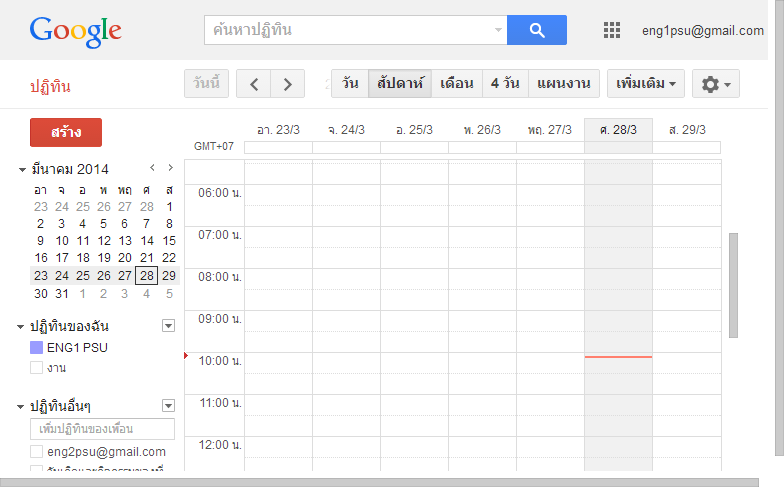 Google
ค้นหาปฏิทิน
eng1psu@gmail.com
ปฏิทิน
วันนี้
วัน
สัปดาห์
เดือน
4 วัน
แผนงาน
เพิ่มเติม
สร้าง
มีนาคม 2014
อา จ อ พ พฤ ศ ส
23 24 25 26 27 28 1
2 3 4 5 6 7 8
9 10 11 12 13 14 15
16 17 18 19 20 21 22
23 24 25 26 27 28 29
30 31 1 2 3 4 5
ปฏิทินของฉัน
ENG1 PSU
งาน
ปฏิทินอื่นๆ
เพิ่มปฏิทินของเพื่อน
eng2psu@gmail.com
GMT+07
อา. 23/3
จ. 24/3
อ. 25/3
พ. 26/3
พฤ. 27/3
ศ. 28/3
ส. 29/3
06:00 น.
07:00 น.
08:00 น.
09:00 น.
10:00 น.
11:00 น.
12:00 น.